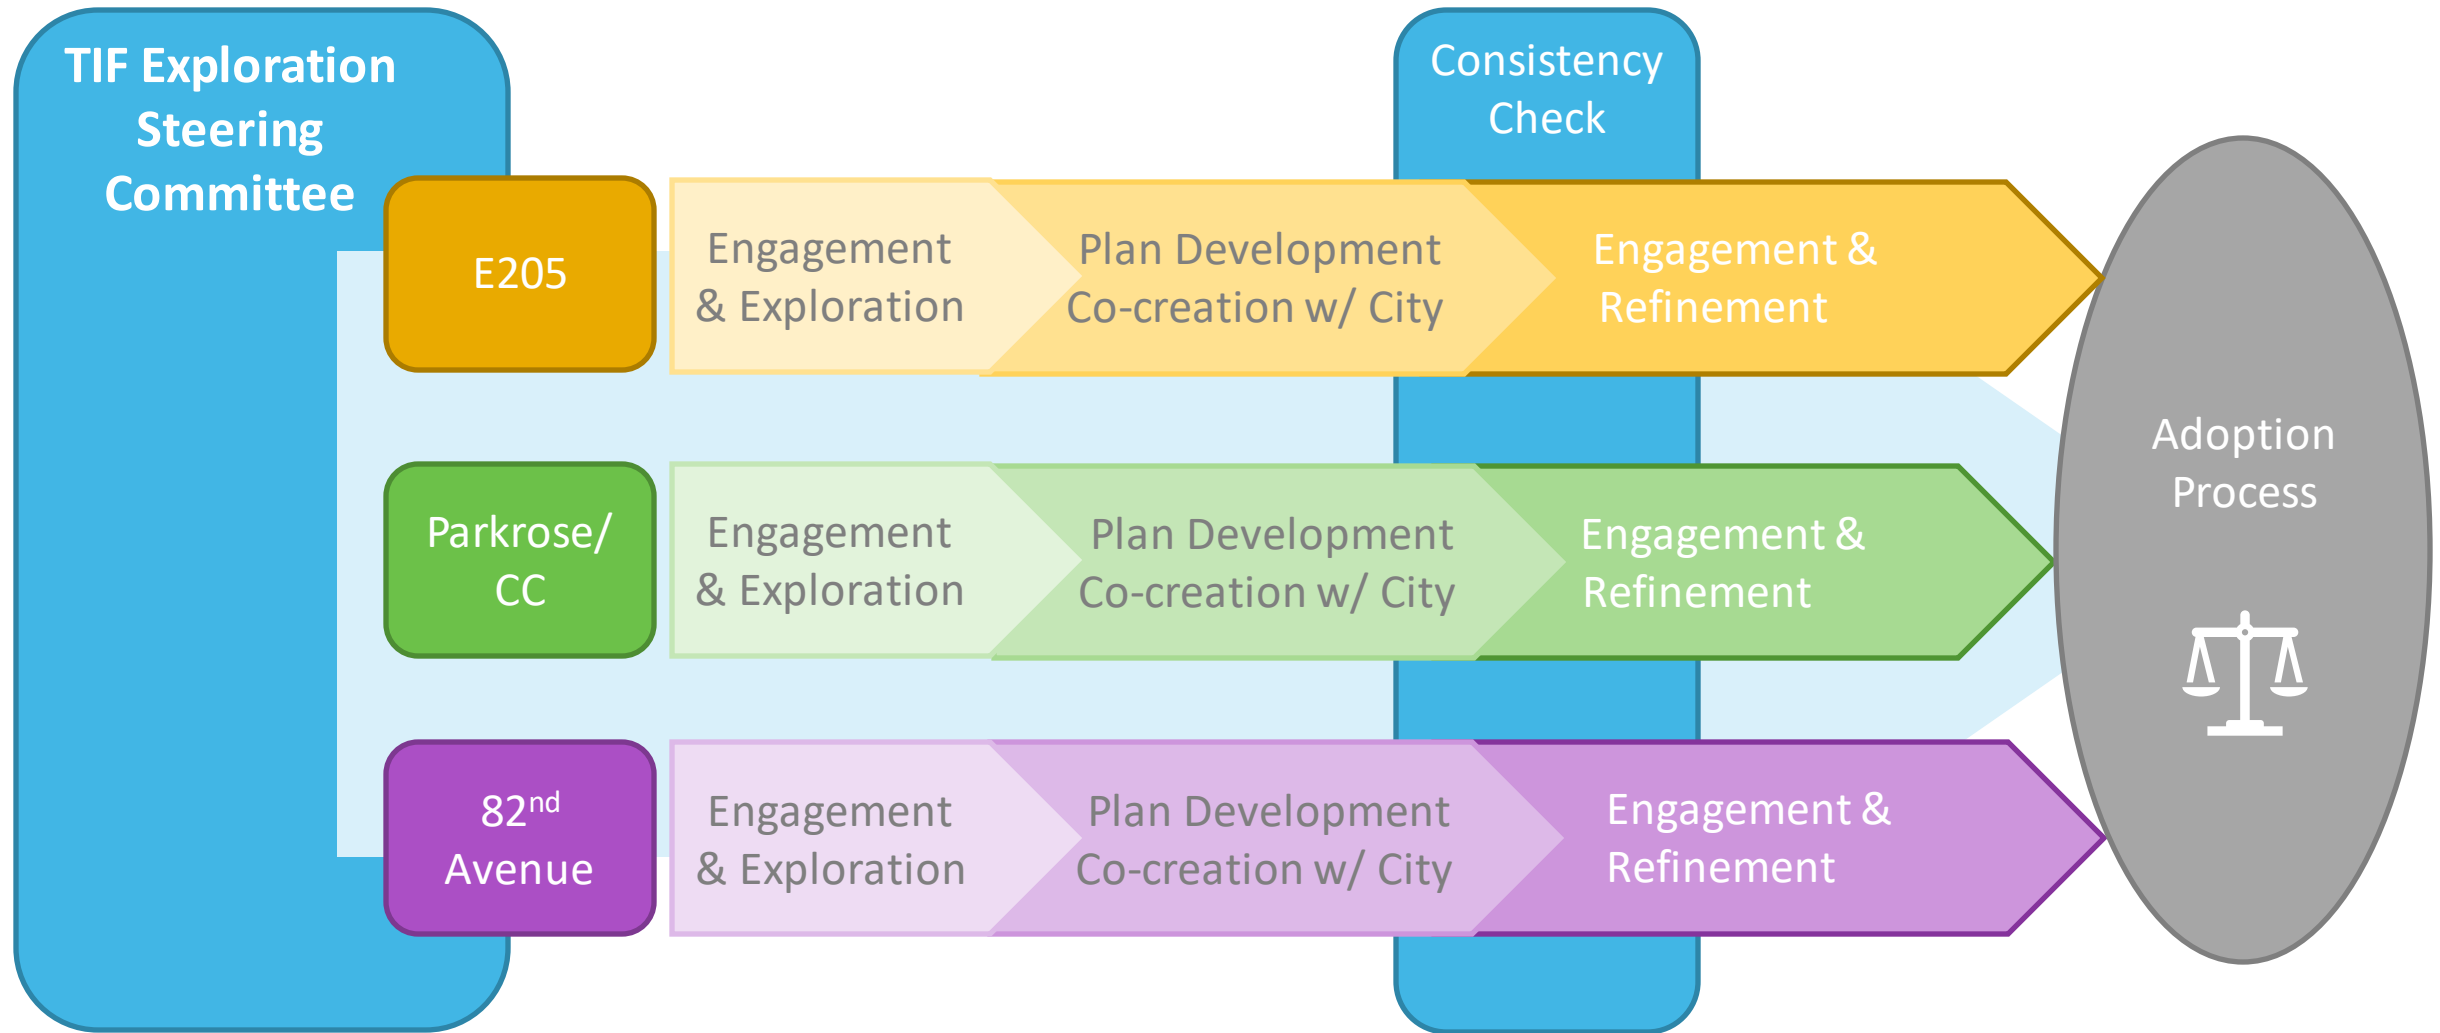 TIF Exploration
Steering
Committee
Consistency
Check
E205
Engagement
& Exploration
Plan Development
Co-creation w/ City
Engagement &
Refinement
Parkrose/
CC
Engagement
& Exploration
Plan Development
Co-creation w/ City
Engagement &
Refinement
82nd
Avenue
Engagement
& Exploration
Plan Development
Co-creation w/ City
Engagement &
Refinement
Adoption
Process